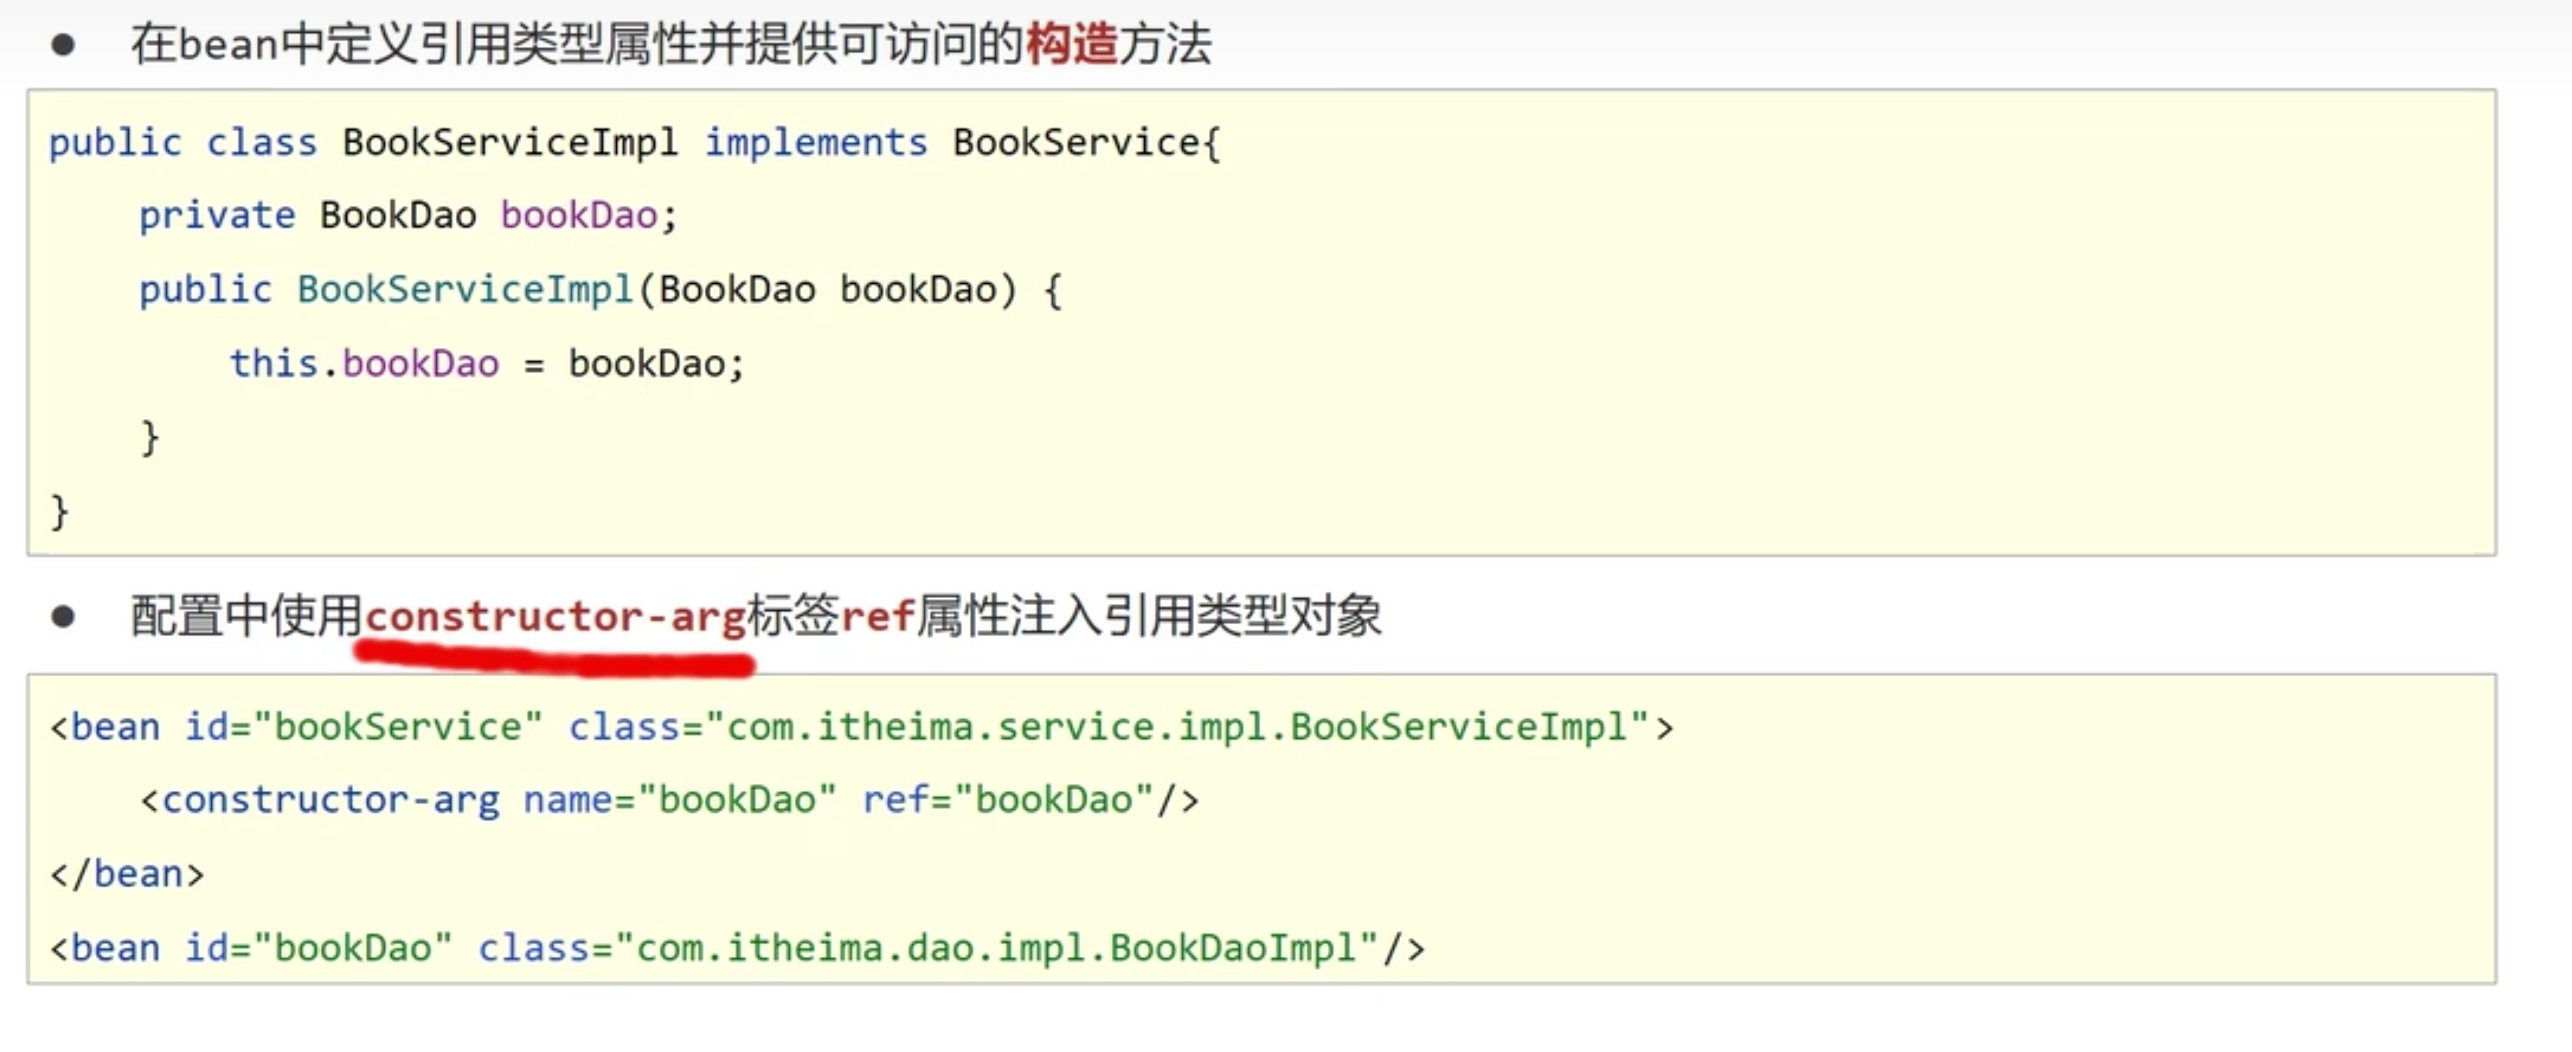 ● 在bean中定义引用类型属性并提供可访问的构造方法
public class BookServiceImpl implements BookService{
    private BookDao bookDao;
    public BookServiceImpl(BookDao bookDao) {
        this.bookDao = bookDao;
    }
}
● 配置中使用constructor-arg标签ref属性注入引用类型对象
<bean id="bookService" class="com.itheima.service.impl.BookServiceImpl">
    <constructor-arg name="bookDao" ref="bookDao"/>
</bean>
<bean id="bookDao" class="com.itheima.dao.impl.BookDaoImpl"/>